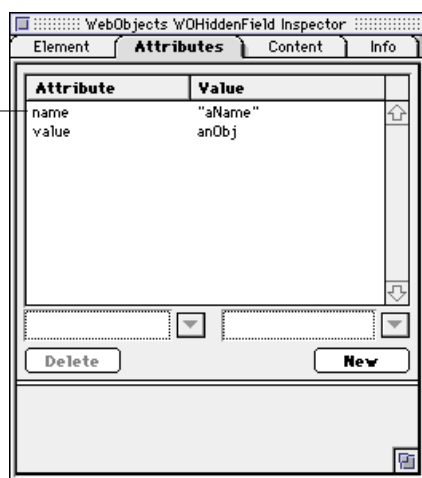 WebObjects WOHiddenField Inspector
Element Attributes Content Info
Attribute Value
name "aName"
value anObj
Delete New